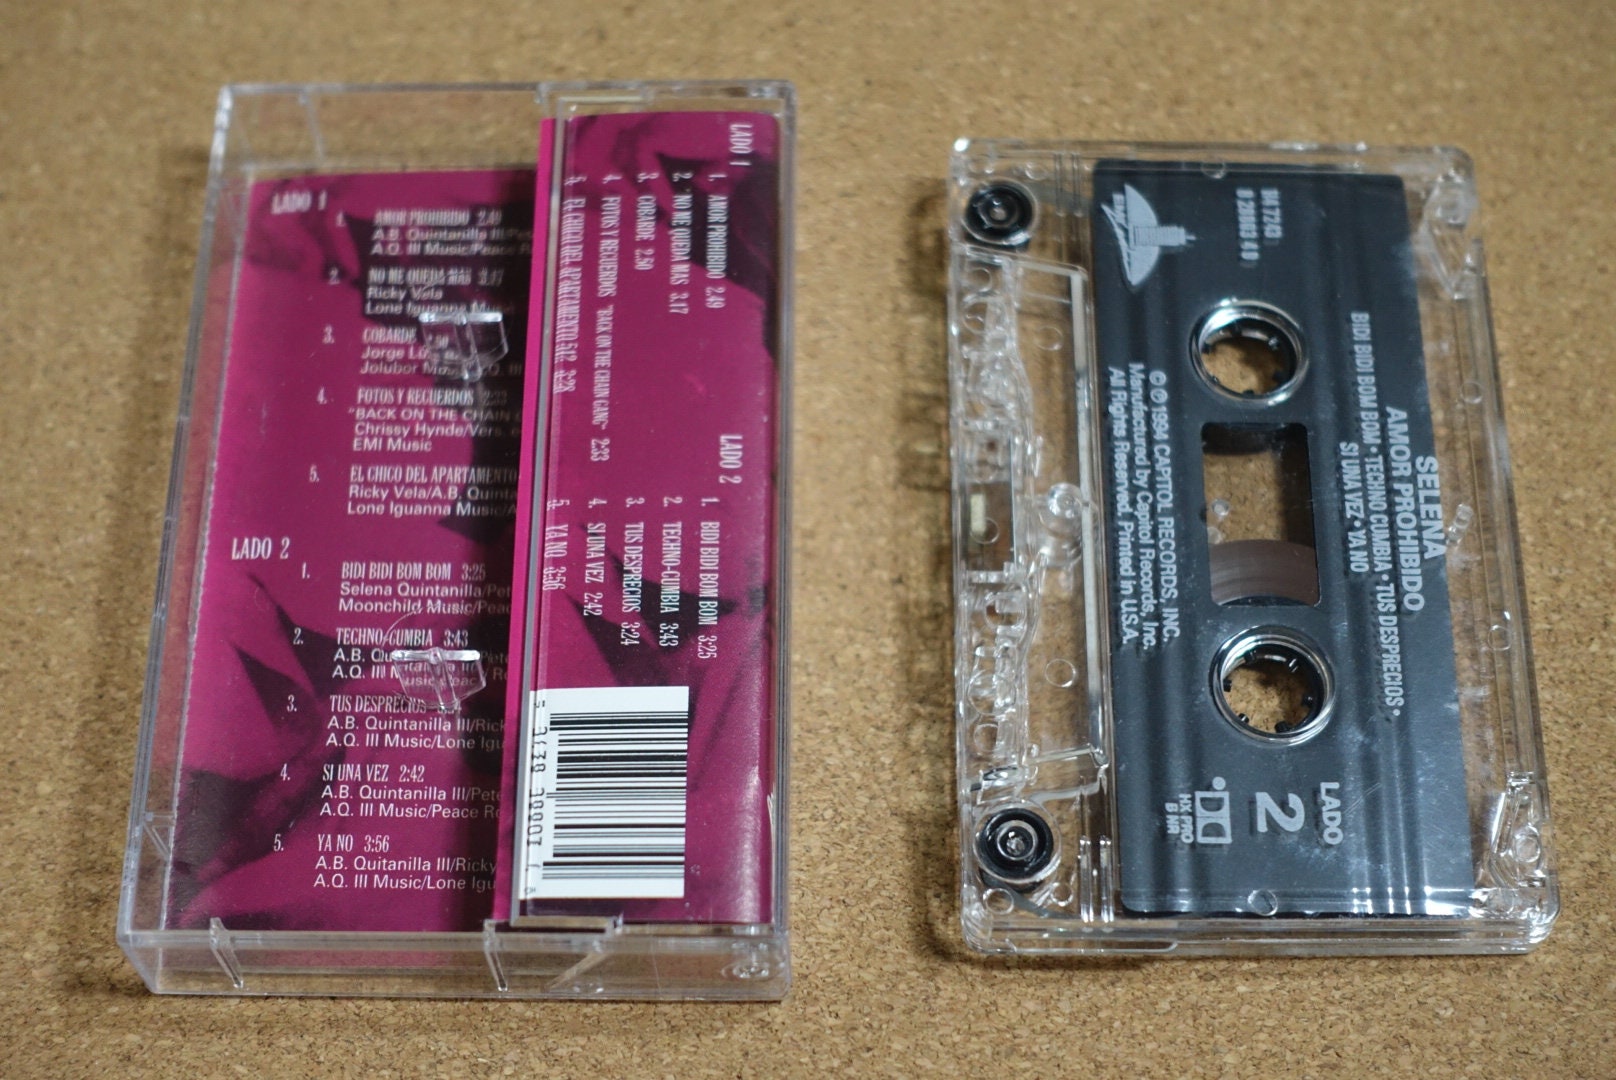 LADO 1
1. AMOR PROHIBIDO 2:49
A.B. Quintanilla III/Pe
A.Q. III Music/Peace R
2. NO ME QUEDA MAS 3:17
Ricky Vela
Lone Iguanna Music
3. COBARDE
Jorge
Jolubor
4. FOTOS Y RECUERDOS 2:33
"BACK ON THE CHAIN
Chrissy Hynde/Vers.
EMI Music
5. EL CHICO DEL APARTAMENTO
Ricky Vela/A.B. Quinta
Lone Iguanna Music/A
LADO 2
1. BIDI BIDI BOM BOM 3:25
Selena Quintanilla/Pet
Moonchild Music/Peac
2. TECHNO-CUMBIA 3:43
A.B. Quintanilla III/Pete
A.Q. III Music/Peace R
3. TUS DESPRECIOS
A.B. Quintanilla III/Rick
A.Q. III Music/Lone Igu
4. SI UNA VEZ 2:42
A.B. Quintanilla III/Pete
A.Q. III Music/Peace Re
5. YA NO 3:56
A.B. Quitanilla III/Ricky
A.Q. III Music/Lone Igu
LADO 1
1. AMOR PROHIBIDO 2.49
2. NO ME QUEDA MAS 3.17
3. COBARDE 2.50
4. FOTOS Y RECUERDOS "BACK ON THE CHAIN GANG" 2:33
5. EL CHICO DEL APARTAMENTO 512 3:28
LADO 2
1. BIDI BIDI BOM BOM 3:25
2. TECHNO-CUMBIA 3:43
3. TUS DESPRECIOS 3:24
4. SI UNA VEZ 2:42
5. YA NO 3:56
SELENA
AMOR PROHIBIDO
BIDI BIDI BOM BOM • TECHNO CUMBIA • TUS DESPRECIOS •
SI UNA VEZ • YA NO
EMI
LADO
2
HX PRO
B NR
℗©1994 CAPITOL RECORDS, INC.
Manufactured by Capitol Records, Inc.
All Rights Reserved. Printed in U.S.A.